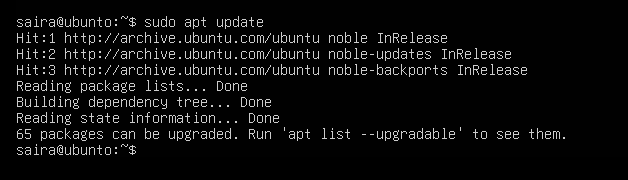 saira@ubunto:~$ sudo apt update
Hit:1 http://archive.ubuntu.com/ubuntu noble InRelease
Hit:2 http://archive.ubuntu.com/ubuntu noble-updates InRelease
Hit:3 http://archive.ubuntu.com/ubuntu noble-backports InRelease
Reading package lists... Done
Building dependency tree... Done
Reading state information... Done
65 packages can be upgraded. Run 'apt list --upgradable' to see them.
saira@ubunto:~$